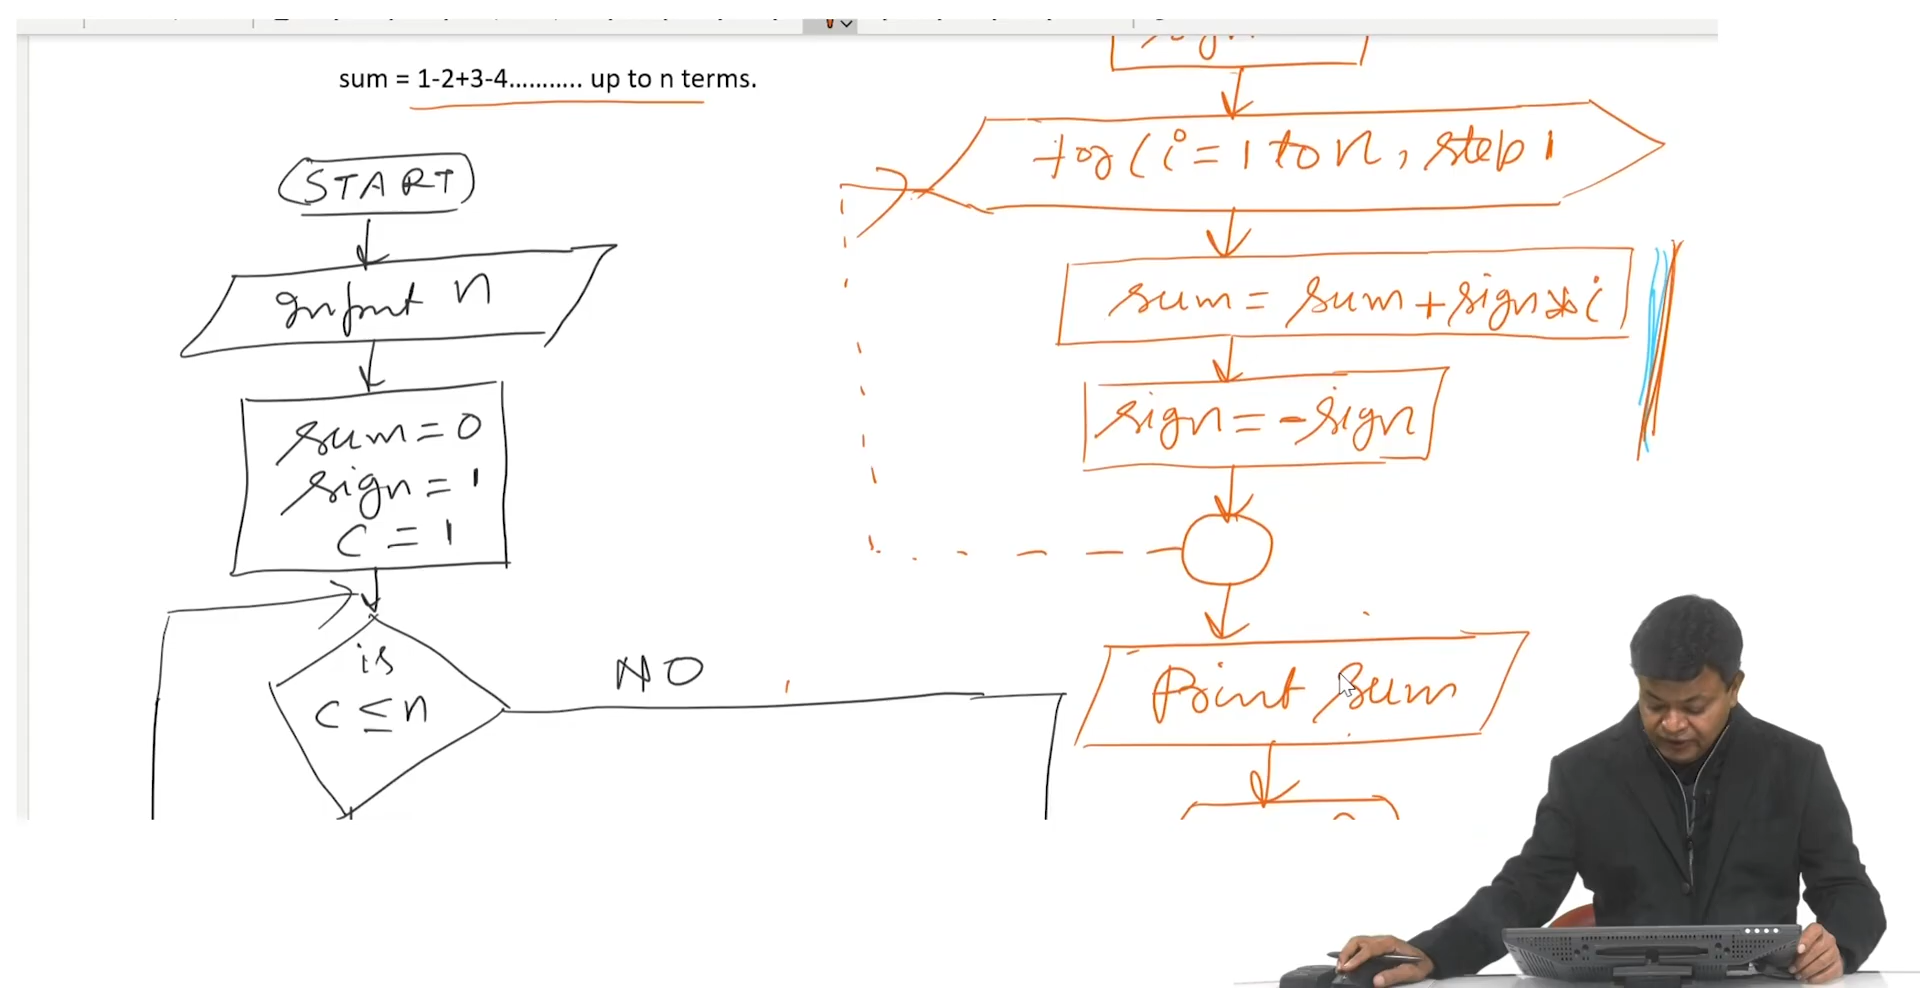 sum = 1-2+3-4........... up to n terms.
START
Input n
sum = 0
sign = 1
c = 1
is
c ≤ n
NO
for ( i = 1 to n, step 1
sum = sum + sign * i
sign = - sign
Print sum